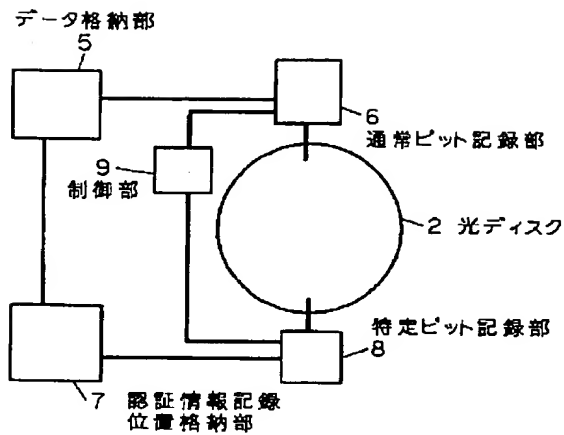 データ格納部
5
6
通常ピット記録部
9
制御部
2 光ディスク
特定ピット記録部
8
7 認証情報記録
位置格納部